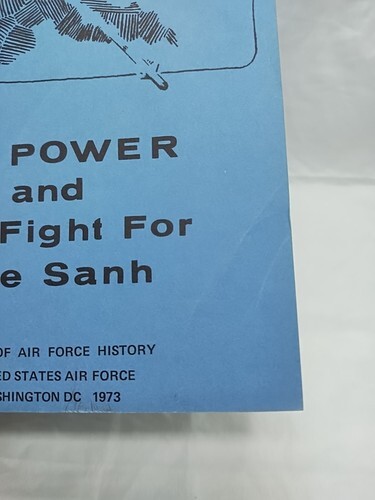 POWER
and
Fight For
e Sanh
OF AIR FORCE HISTORY
ED STATES AIR FORCE
SHINGTON DC 1973